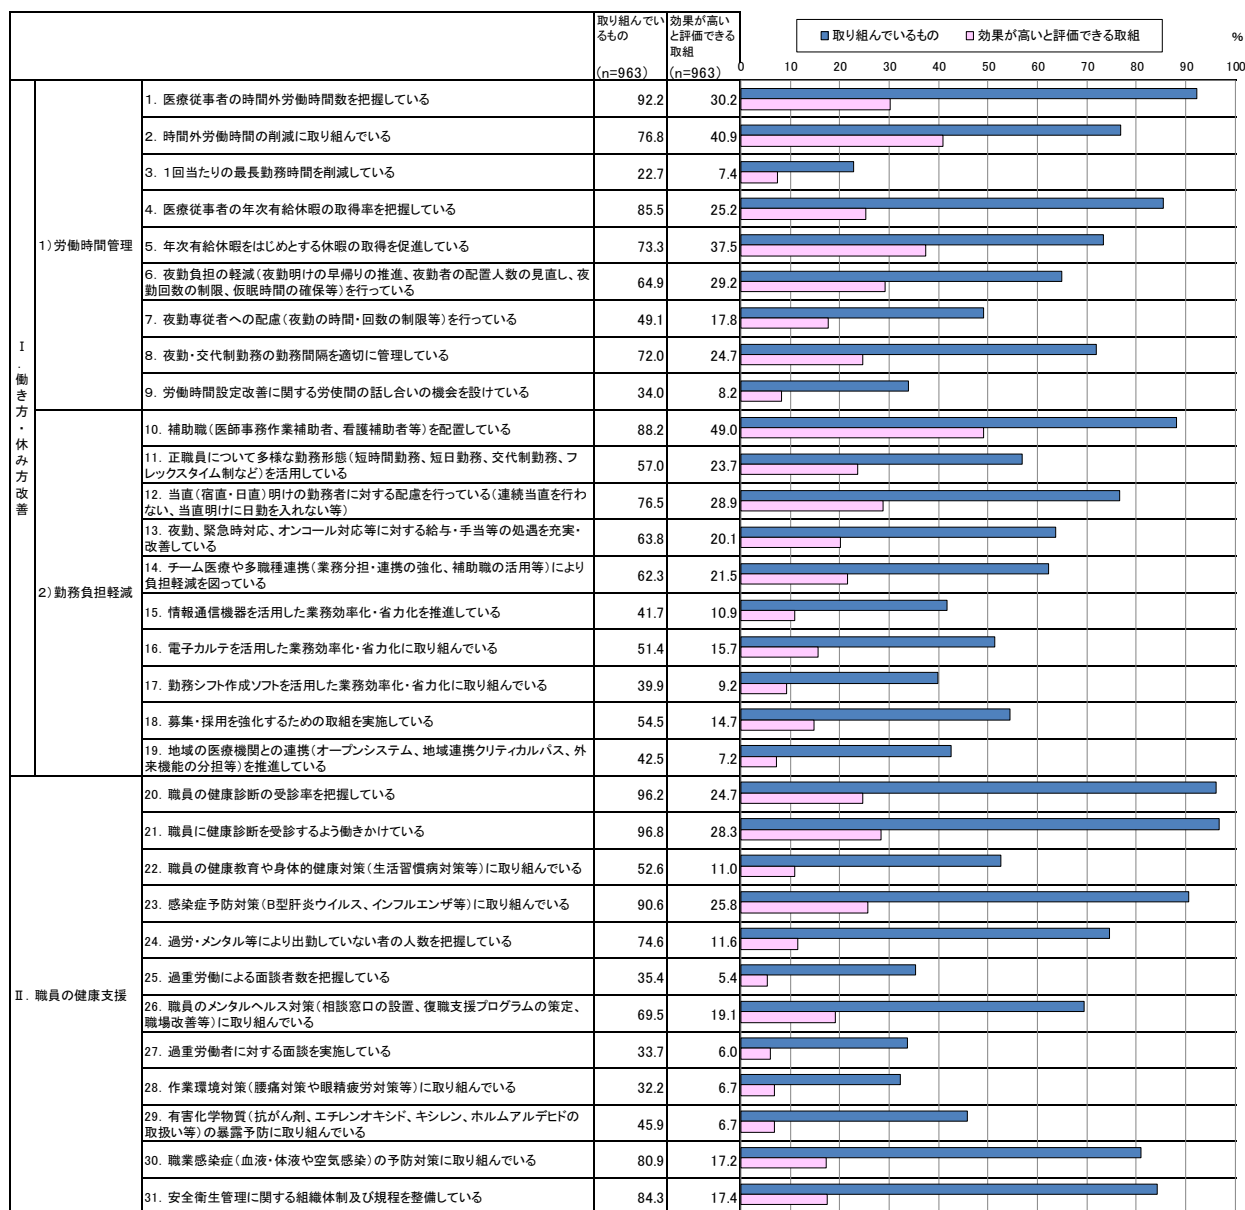 取り組んでい
るもの
(n=963)
効果が高い
と評価できる
取組
(n=963)
取り組んでいるもの
効果が高いと評価できる取組
%
0 10 20 30 40 50 60 70 80 90 100
Ⅰ.働き方・休み方改善
1)労働時間管理
1. 医療従事者の時間外労働時間数を把握している 92.2 30.2
2. 時間外労働時間の削減に取り組んでいる 76.8 40.9
3. 1回当たりの最長勤務時間を削減している 22.7 7.4
4. 医療従事者の年次有給休暇の取得率を把握している 85.5 25.2
5. 年次有給休暇をはじめとする休暇の取得を促進している 73.3 37.5
6. 夜勤負担の軽減(夜勤明けの早帰りの推進、夜勤者の配置人数の見直し、夜
勤回数の制限、仮眠時間の確保等)を行っている 64.9 29.2
7. 夜勤専従者への配慮(夜勤の時間・回数の制限等)を行っている 49.1 17.8
8. 夜勤・交代制勤務の勤務間隔を適切に管理している 72.0 24.7
9. 労働時間設定改善に関する労使間の話し合いの機会を設けている 34.0 8.2
2)勤務負担軽減
10. 補助職(医師事務作業補助者、看護補助者等)を配置している 88.2 49.0
11. 正職員について多様な勤務形態(短時間勤務、短日勤務、交代制勤務、フ
レックスタイム制など)を活用している 57.0 23.7
12. 当直(宿直・日直)明けの勤務者に対する配慮を行っている(連続当直を行わ
ない、当直明けに日勤を入れない等) 76.5 28.9
13. 夜勤、緊急時対応、オンコール対応等に対する給与・手当等の処遇を充実・
改善している 63.8 20.1
14. チーム医療や多職種連携(業務分担・連携の強化、補助職の活用等)により
負担軽減を図っている 62.3 21.5
15. 情報通信機器を活用した業務効率化・省力化を推進している 41.7 10.9
16. 電子カルテを活用した業務効率化・省力化に取り組んでいる 51.4 15.7
17. 勤務シフト作成ソフトを活用した業務効率化・省力化に取り組んでいる 39.9 9.2
18. 募集・採用を強化するための取組を実施している 54.5 14.7
19. 地域の医療機関との連携(オープンシステム、地域連携クリティカルパス、外
来機能の分担等)を推進している 42.5 7.2
Ⅱ. 職員の健康支援
20. 職員の健康診断の受診率を把握している 96.2 24.7
21. 職員に健康診断を受診するよう働きかけている 96.8 28.3
22. 職員の健康教育や身体的健康対策(生活習慣病対策等)に取り組んでいる 52.6 11.0
23. 感染症予防対策(B型肝炎ウイルス、インフルエンザ等)に取り組んでいる 90.6 25.8
24. 過労・メンタル等により出勤していない者の人数を把握している 74.6 11.6
25. 過重労働による面談者数を把握している 35.4 5.4
26. 職員のメンタルヘルス対策(相談窓口の設置、復職支援プログラムの策定、
職場改善等)に取り組んでいる 69.5 19.1
27. 過重労働者に対する面談を実施している 33.7 6.0
28. 作業環境対策(腰痛対策や眼精疲労対策等)に取り組んでいる 32.2 6.7
29. 有害化学物質(抗がん剤、エチレンオキシド、キシレン、ホルムアルデヒドの
取扱い等)の暴露予防に取り組んでいる 45.9 6.7
30. 職業感染症(血液・体液や空気感染)の予防対策に取り組んでいる 80.9 17.2
31. 安全衛生管理に関する組織体制及び規程を整備している 84.3 17.4